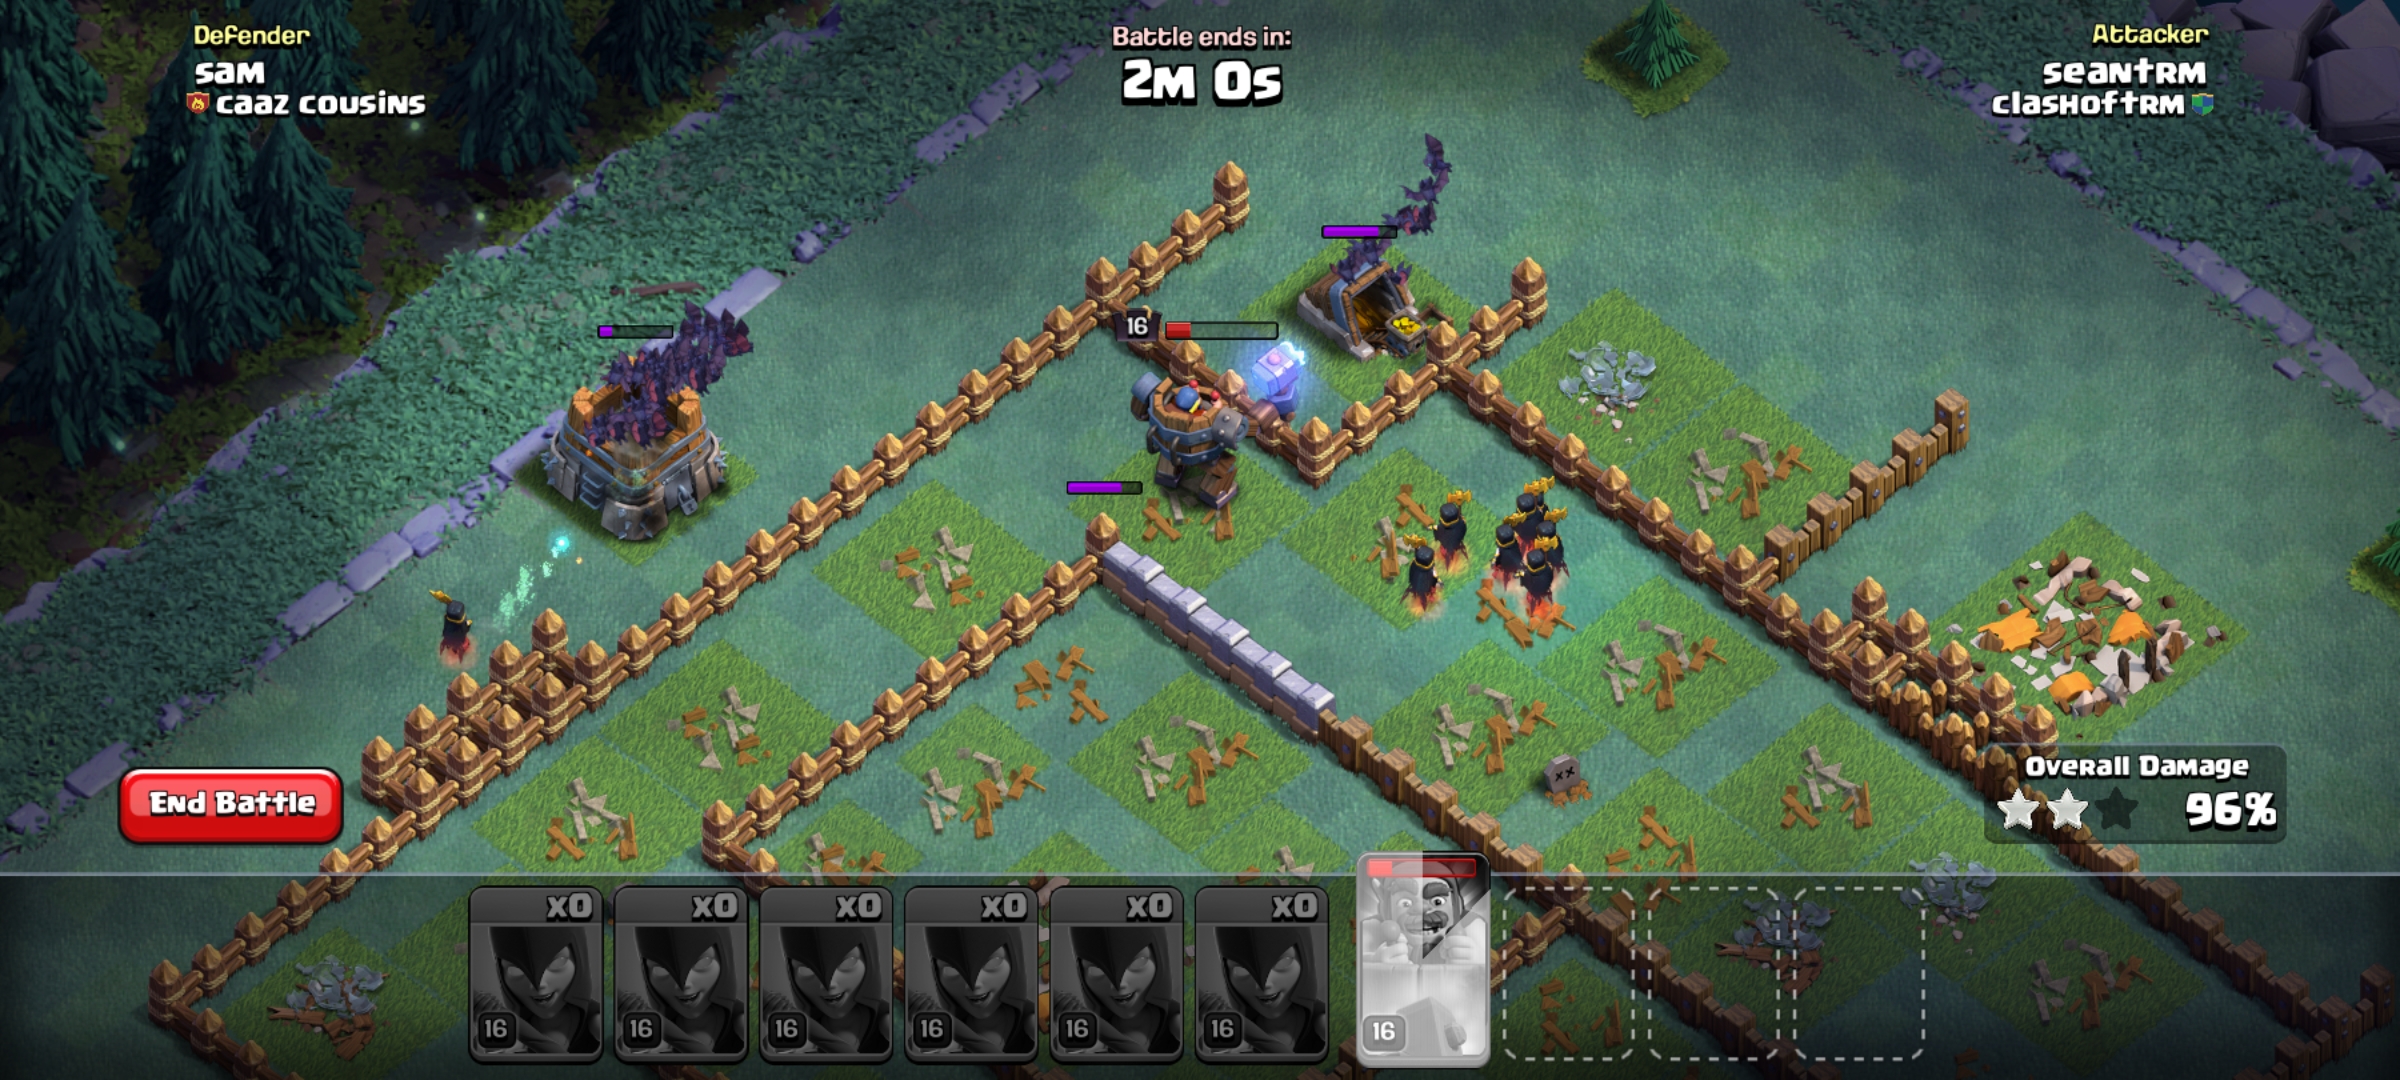 Defender
sam
caaz cousins
Battle ends in:
2m 0s
Attacker
seantrm
clashoftrm
16
End Battle
Overall Damage
96%
x0
x0
x0
x0
x0
x0
16
16
16
16
16
16
16